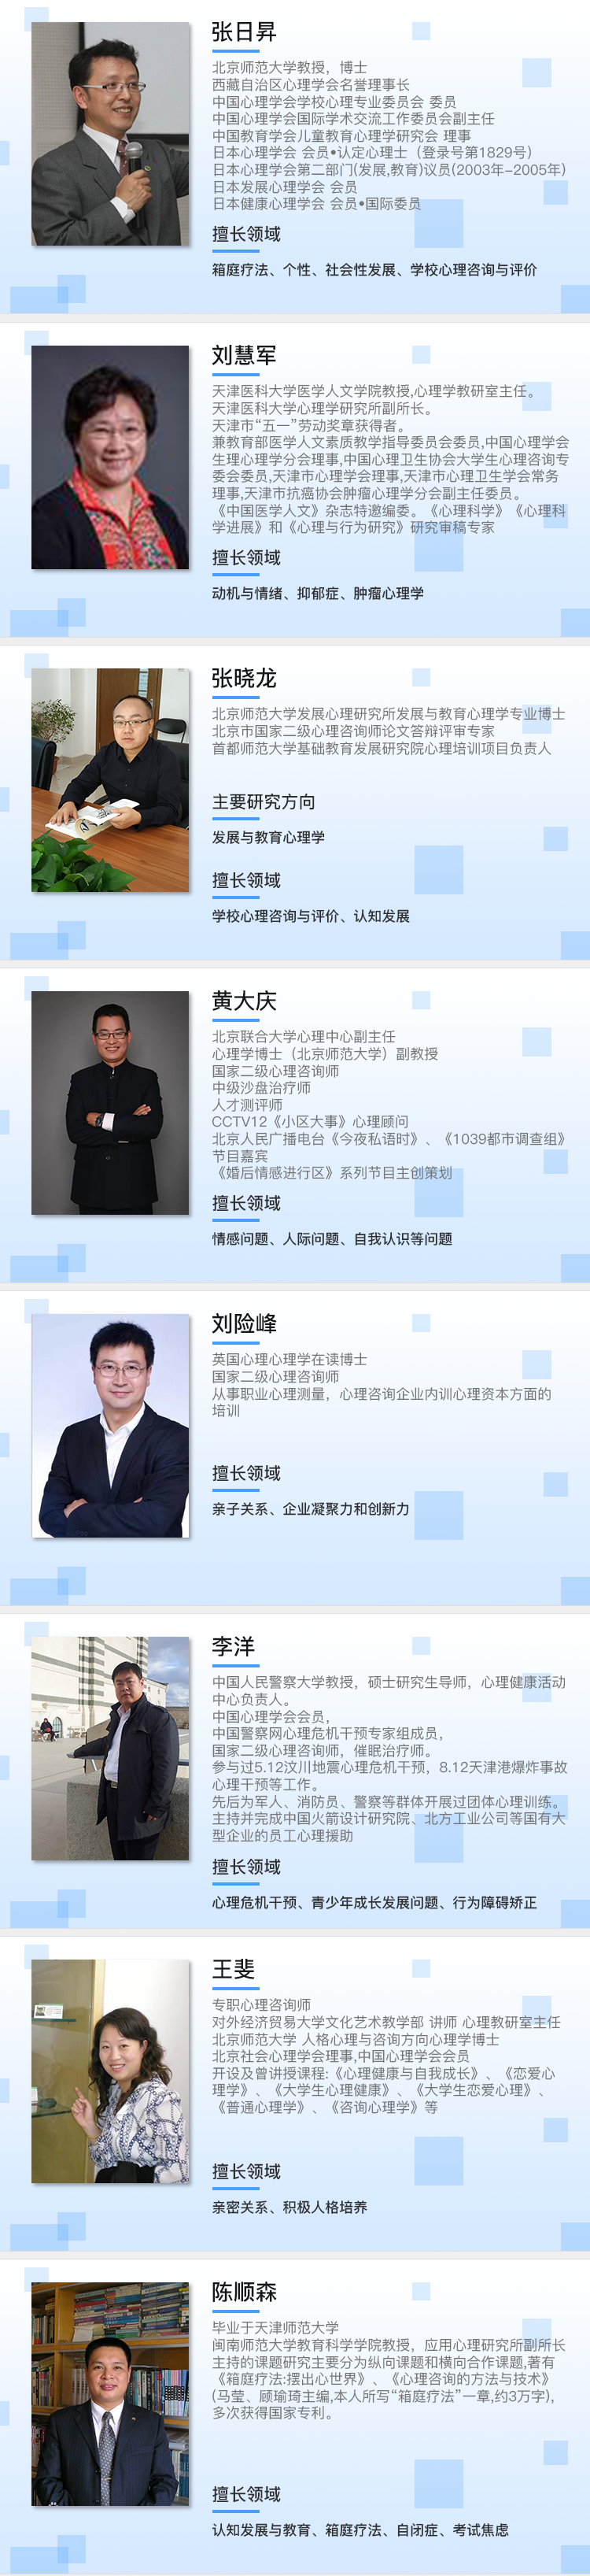 张日昇
北京师范大学教授，博士
西藏自治区心理学会名誉理事长
中国心理学会学校心理专业委员会 委员
中国心理学会国际学术交流工作委员会副主任
中国教育学会儿童教育心理学研究会 理事
日本心理学会 会员•认定心理士（登录号第1829号）
日本心理学会第二部门(发展,教育)议员(2003年-2005年)
日本发展心理学会 会员
日本健康心理学会 会员•国际委员
擅长领域
箱庭疗法、个性、社会性发展、学校心理咨询与评价
刘慧军
天津医科大学医学人文学院教授,心理学教研室主任。
天津医科大学心理学研究所副所长。
天津市“五一”劳动奖章获得者。
兼教育部医学人文素质教学指导委员会委员,中国心理学会
生理心理学分会理事,中国心理卫生协会大学生心理咨询专
委会委员,天津市心理学会理事,天津市心理卫生学会常务
理事,天津市抗癌协会肿瘤心理学分会副主任委员。
《中国医学人文》杂志特邀编委。《心理科学》《心理科
学进展》和《心理与行为研究》研究审稿专家
擅长领域
动机与情绪、抑郁症、肿瘤心理学
张晓龙
北京师范大学发展心理研究所发展与教育心理学专业博士
北京市国家二级心理咨询师论文答辩评审专家
首都师范大学基础教育发展研究院心理培训项目负责人
主要研究方向
发展与教育心理学
擅长领域
学校心理咨询与评价、认知发展
黄大庆
北京联合大学心理中心副主任
心理学博士（北京师范大学）副教授
国家二级心理咨询师
中级沙盘治疗师
人才测评师
CCTV12《小区大事》心理顾问
北京人民广播电台《今夜私语时》、《1039都市调查组》
节目嘉宾
《婚后情感进行区》系列节目主创策划
擅长领域
情感问题、人际问题、自我认识等问题
刘险峰
英国心理心理学在读博士
国家二级心理咨询师
从事职业心理测量，心理咨询企业内训心理资本方面的
培训
擅长领域
亲子关系、企业凝聚力和创新力
李洋
中国人民警察大学教授，硕士研究生导师，心理健康活动
中心负责人。
中国心理学会会员，
中国警察网心理危机干预专家组成员，
国家二级心理咨询师，催眠治疗师。
参与过5.12汶川地震心理危机干预，8.12天津港爆炸事故
心理干预等工作。
先后为军人、消防员、警察等群体开展过团体心理训练。
主持并完成中国火箭设计研究院、北方工业公司等国有大
型企业的员工心理援助
擅长领域
心理危机干预、青少年成长发展问题、行为障碍矫正
王斐
专职心理咨询师
对外经济贸易大学文化艺术教学部 讲师 心理教研室主任
北京师范大学 人格心理与咨询方向心理学博士
北京社会心理学会理事,中国心理学会会员
开设及曾讲授课程:《心理健康与自我成长》、《恋爱心
理学》、《大学生心理健康》、《大学生恋爱心理》、
《普通心理学》、《咨询心理学》等
擅长领域
亲密关系、积极人格培养
陈顺森
毕业于天津师范大学
闽南师范大学教育科学学院教授，应用心理研究所副所长
主持的课题研究主要分为纵向课题和横向合作课题,著有
《箱庭疗法:摆出心世界》、《心理咨询的方法与技术》
(马莹、顾瑜琦主编,本人所写“箱庭疗法”一章,约3万字),
多次获得国家专利。
擅长领域
认知发展与教育、箱庭疗法、自闭症、考试焦虑